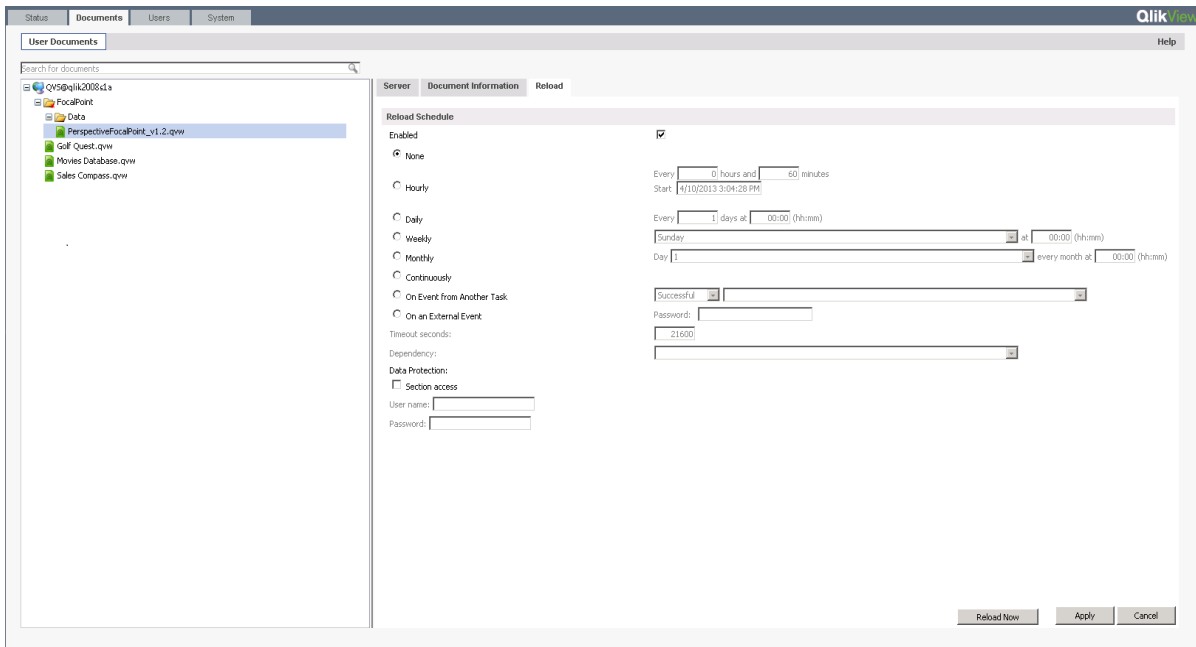 Status Documents Users System QlikView
User Documents Help
Search for documents
QVS@qlik2008s1a
FocalPoint
Data
PerspectiveFocalPoint_v1.2.qvw
Golf Quest.qvw
Movies Database.qvw
Sales Compass.qvw
Server Document Information Reload
Reload Schedule
Enabled
None
Every 0 hours and 60 minutes
Hourly Start 4/10/2013 3:04:28 PM
Daily Every 1 days at 00:00 (hh:mm)
Weekly Sunday at 00:00 (hh:mm)
Monthly Day 1 every month at 00:00 (hh:mm)
Continuously
On Event from Another Task Successful
On an External Event Password:
Timeout seconds: 21600
Dependency:
Data Protection:
Section access
User name:
Password:
Reload Now Apply Cancel